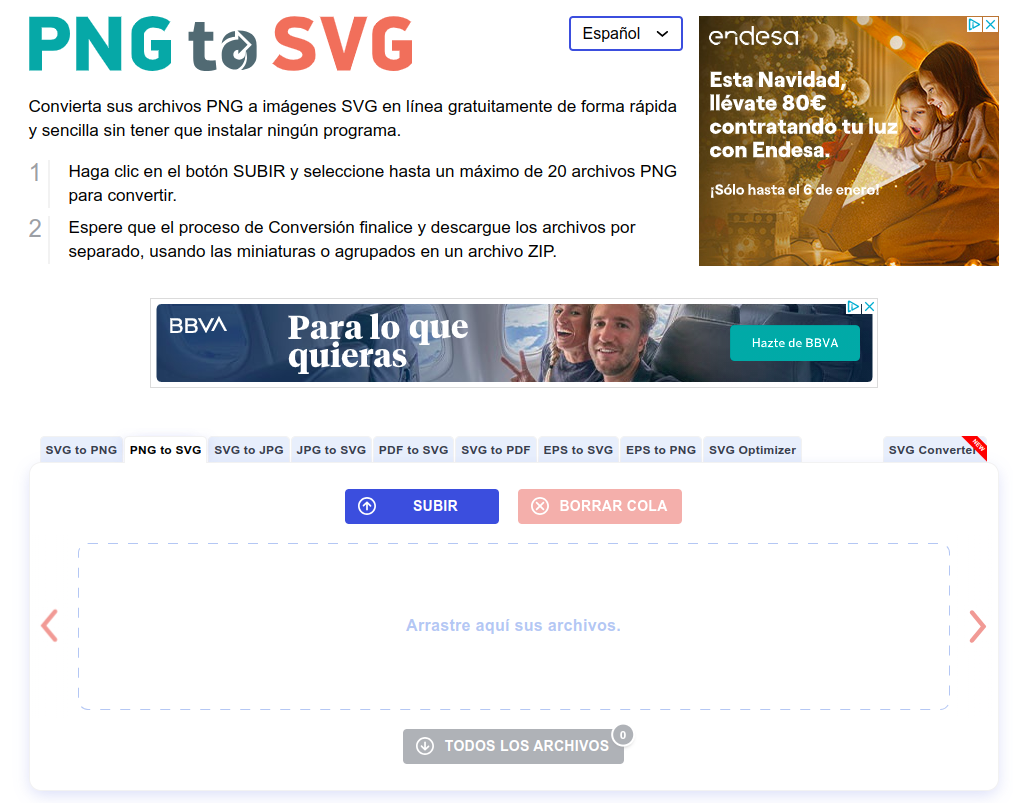 PNG to SVG
Español
Convierta sus archivos PNG a imágenes SVG en línea gratuitamente de forma rápida
y sencilla sin tener que instalar ningún programa.
1 Haga clic en el botón SUBIR y seleccione hasta un máximo de 20 archivos PNG
para convertir.
2 Espere que el proceso de Conversión finalice y descargue los archivos por
separado, usando las miniaturas o agrupados en un archivo ZIP.
endesa
Esta Navidad,
llévate 80€
contratando tu luz
con Endesa.
¡Sólo hasta el 6 de enero!
BBVA
Para lo que
quieras
Hazte de BBVA
SVG to PNG PNG to SVG SVG to JPG JPG to SVG PDF to SVG SVG to PDF EPS to SVG EPS to PNG SVG Optimizer SVG Converter NEW
SUBIR BORRAR COLA
Arrastre aquí sus archivos.
TODOS LOS ARCHIVOS 0